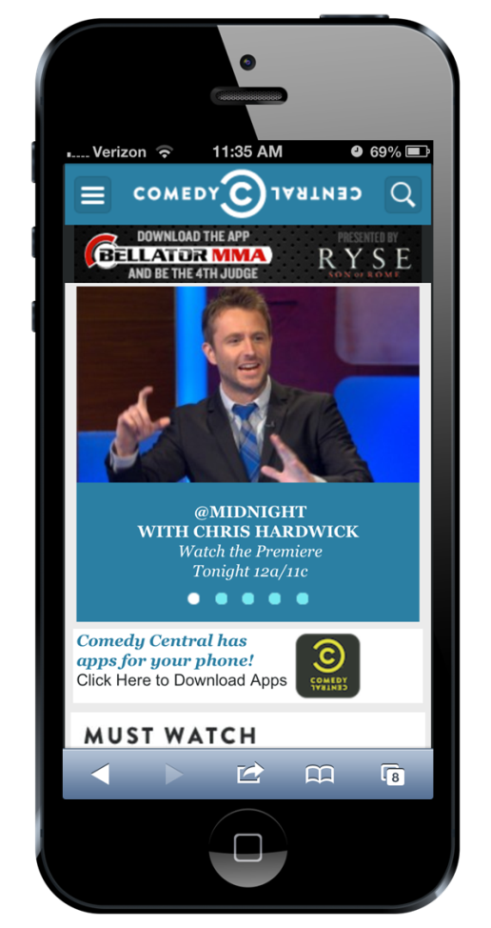 Verizon 11:35 AM 69%
COMEDY C CENTRAL
DOWNLOAD THE APP
BELLATOR MMA
AND BE THE 4TH JUDGE
PRESENTED BY
RYSE
SON OF ROME
@MIDNIGHT
WITH CHRIS HARDWICK
Watch the Premiere
Tonight 12a/11c
Comedy Central has
apps for your phone!
Click Here to Download Apps
COMEDY
CENTRAL
MUST WATCH
8